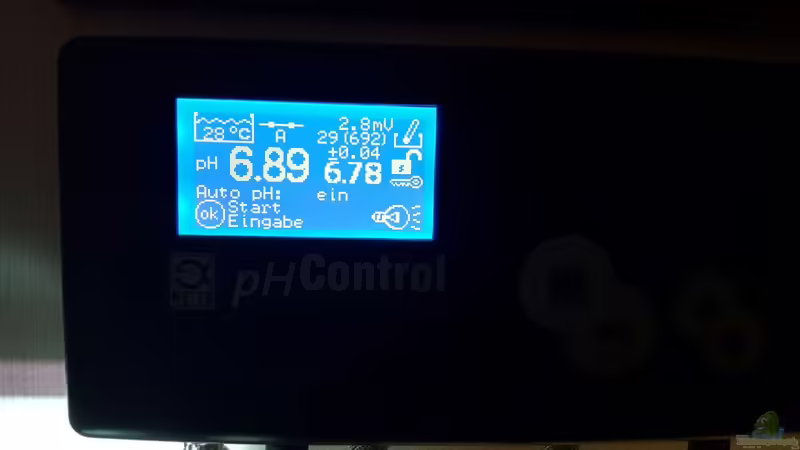 28°C A 2.8mV
29(692)
±0.04
pH 6.89 6.78
Auto pH: ein
ok Start
Eingabe
JBL pHControl